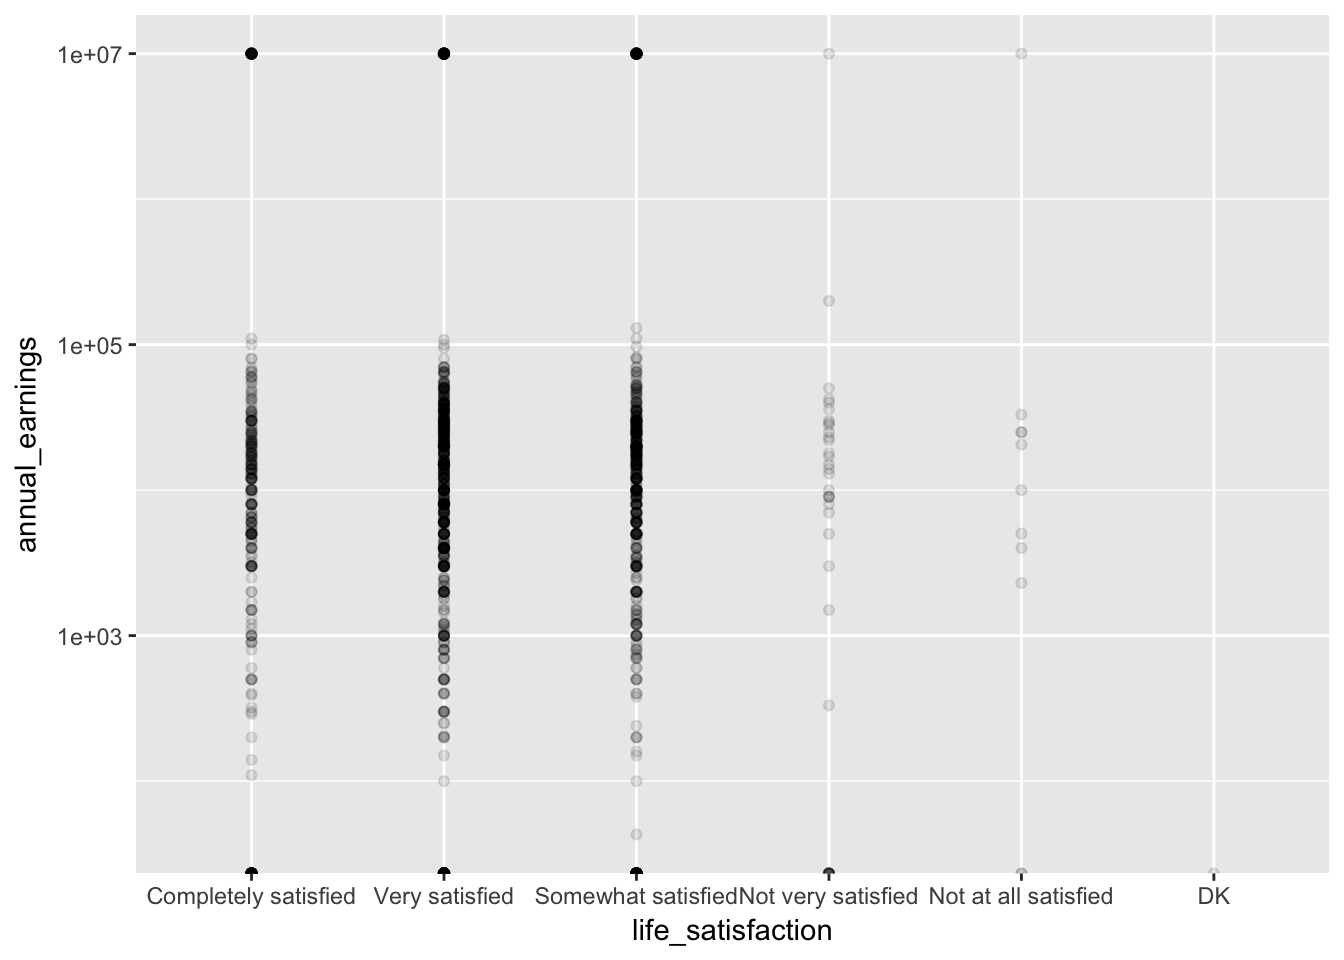 1e+07
1e+05
1e+03
annual_earnings
Completely satisfied Very satisfied Somewhat satisfied Not very satisfied Not at all satisfied DK
life_satisfaction